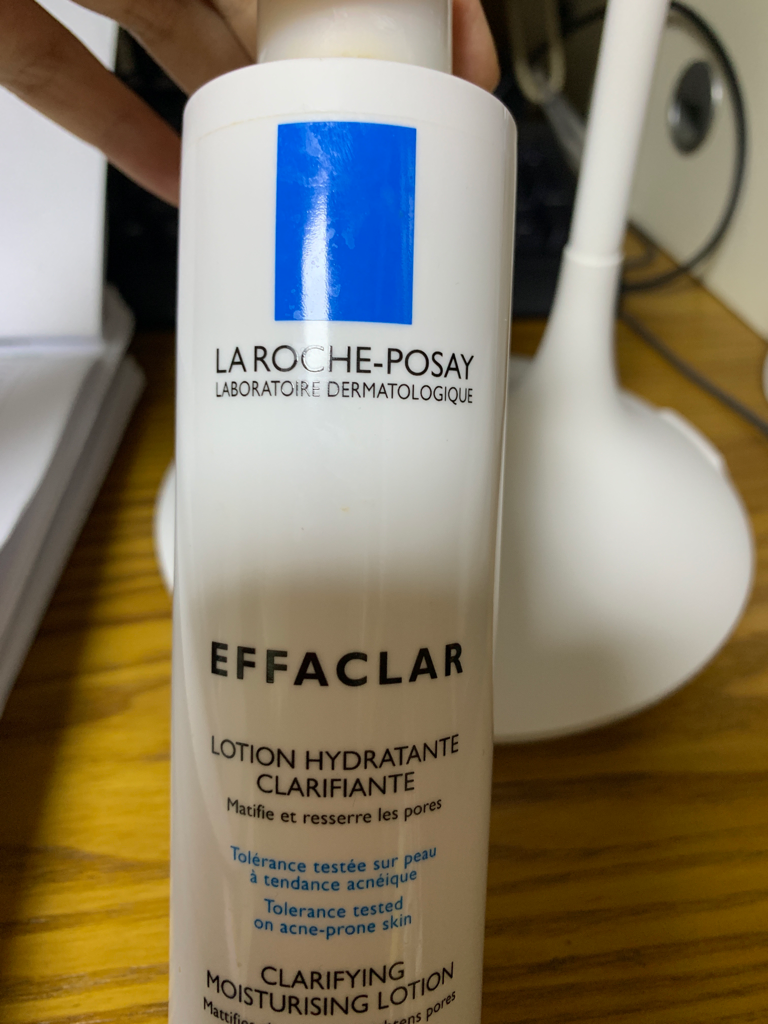 LA ROCHE-POSAY
LABORATOIRE DERMATOLOGIQUE
EFFACLAR
LOTION HYDRATANTE
CLARIFIANTE
Matifie et resserre les pores
Tolérance testée sur peau
à tendance acnéique
Tolerance tested
on acne-prone skin
CLARIFYING
MOISTURISING LOTION
pores